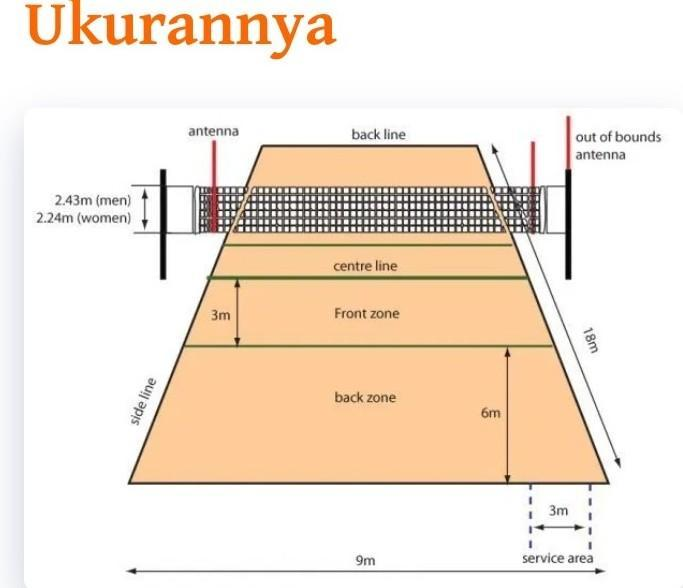 Ukurannya
antenna
back line
out of bounds
antenna
2.43m (men)
2.24m (women)
centre line
3m
Front zone
18m
side line
back zone
6m
3m
service area
9m